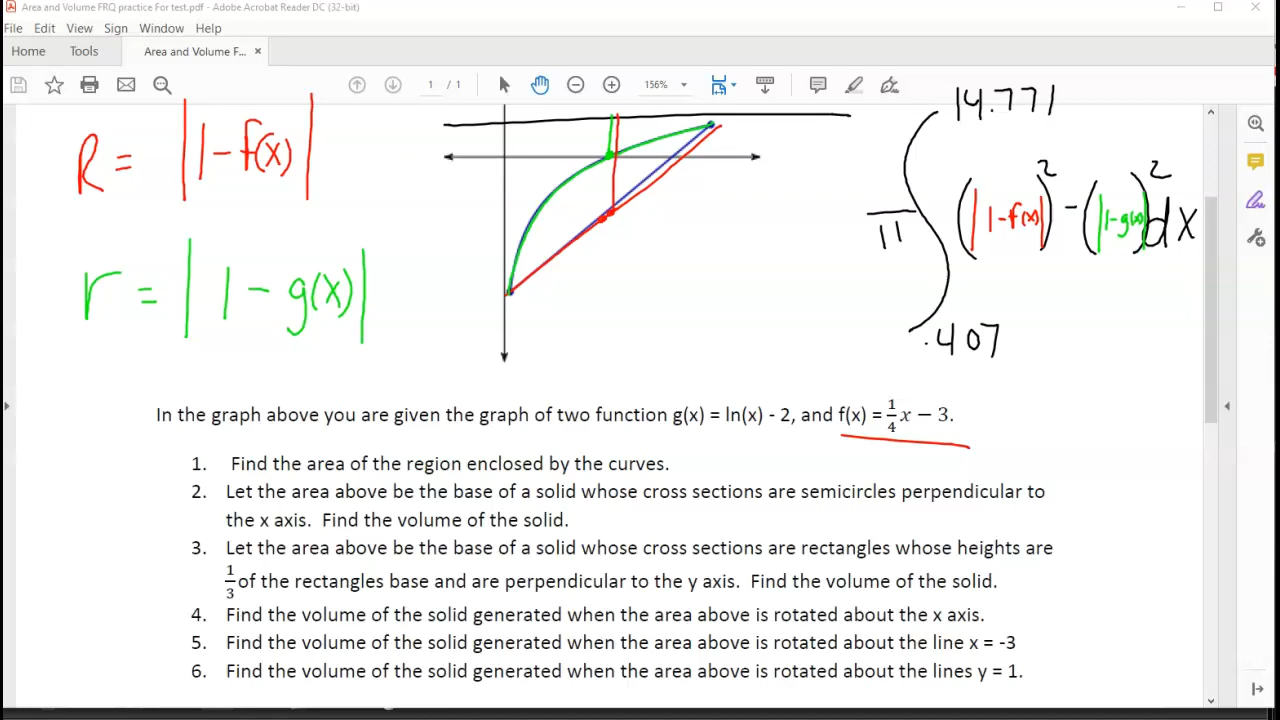 Area and Volume FRQ practice For test.pdf - Adobe Acrobat Reader DC (32-bit)
File Edit View Sign Window Help
Home Tools Area and Volume F... ×
1 / 1 156%
R = |1-f(x)|
r = |1-g(x)|
14.771
π ∫ (|1-f(x)|)² - (|1-g(x)|)² dx
.407
In the graph above you are given the graph of two function g(x) = ln(x) - 2, and f(x) = 1/4 x − 3.
1. Find the area of the region enclosed by the curves.
2. Let the area above be the base of a solid whose cross sections are semicircles perpendicular to
the x axis. Find the volume of the solid.
3. Let the area above be the base of a solid whose cross sections are rectangles whose heights are
1/3 of the rectangles base and are perpendicular to the y axis. Find the volume of the solid.
4. Find the volume of the solid generated when the area above is rotated about the x axis.
5. Find the volume of the solid generated when the area above is rotated about the line x = -3
6. Find the volume of the solid generated when the area above is rotated about the lines y = 1.